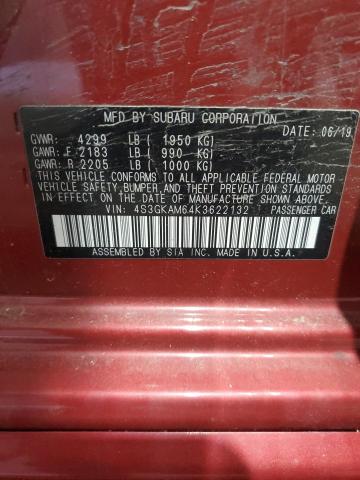 MFD BY SUBARU CORPORATION
GVWR: 4299 LB ( 1950 KG) DATE: 06/19
GAWR: F 2183 LB ( 990 KG)
GAWR: R 2205 LB ( 1000 KG)
THIS VEHICLE CONFORMS TO ALL APPLICABLE FEDERAL MOTOR
VEHICLE SAFETY, BUMPER, AND THEFT PREVENTION STANDARDS
IN EFFECT ON THE DATE OF MANUFACTURE SHOWN ABOVE.
VIN: 4S3GKAM64K3622132 PASSENGER CAR
ASSEMBLED BY SIA INC. MADE IN U.S.A.